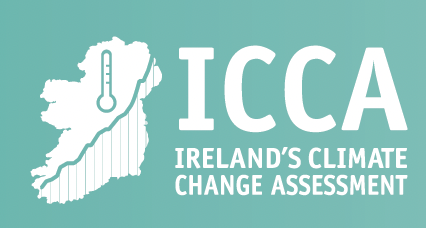 ICCA
IRELAND'S CLIMATE
CHANGE ASSESSMENT